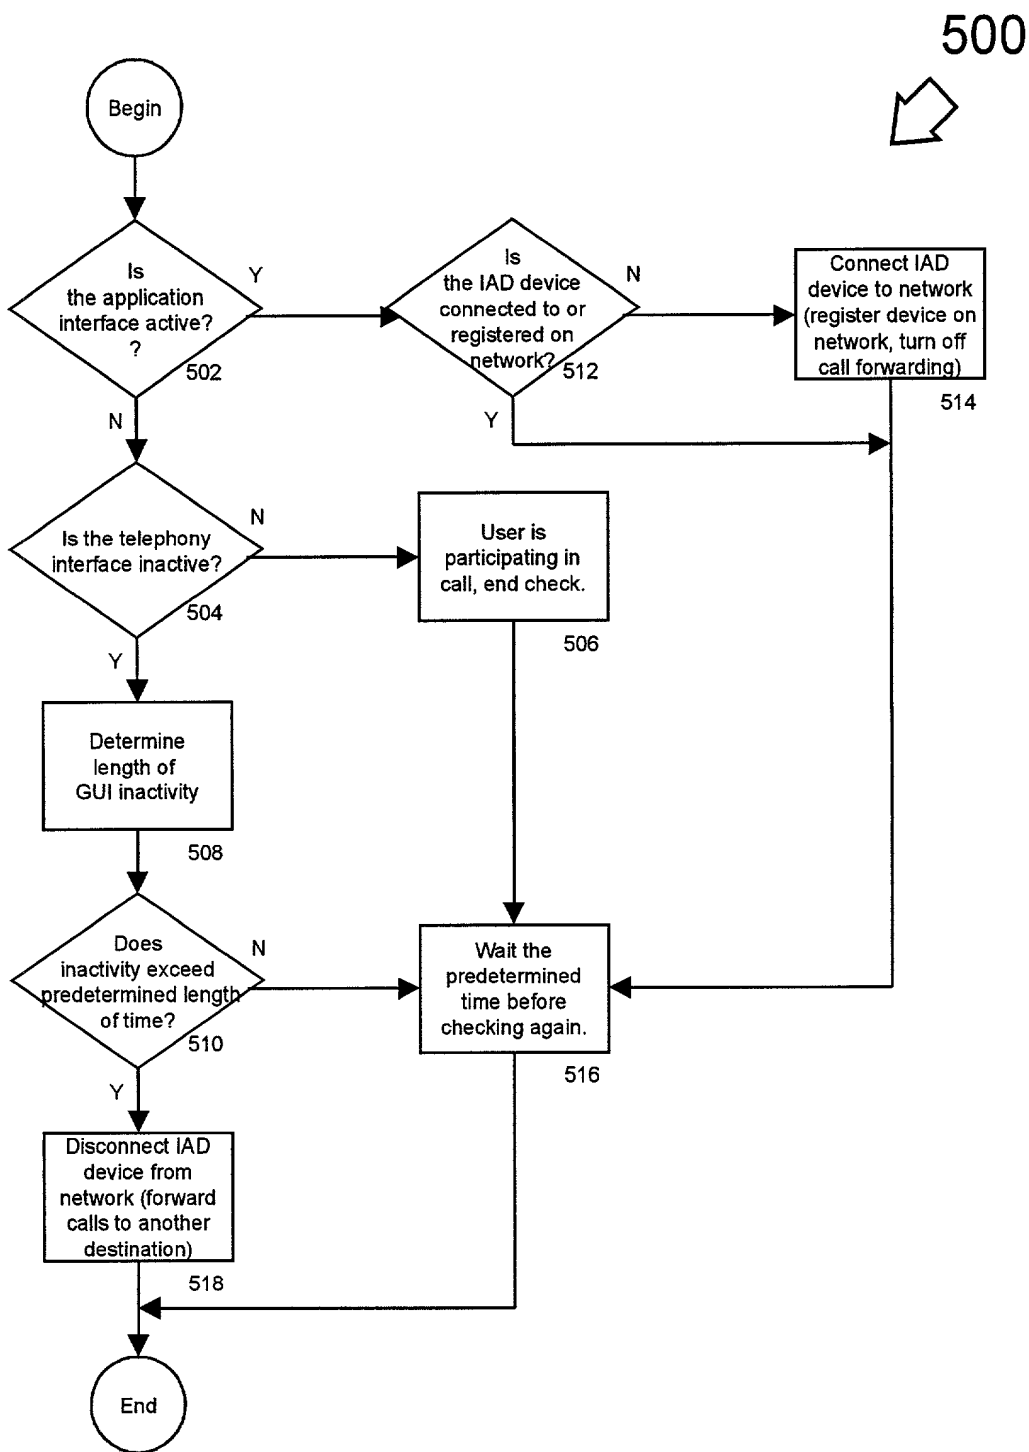 500
Begin
Is
the application
interface active?
?
502
Y
N
Is
the IAD device
connected to or
registered on
network?
512
N
Y
Connect IAD
device to network
(register device on
network, turn off
call forwarding)
514
Is the telephony
interface inactive?
504
N
Y
User is
participating in
call, end check.
506
Determine
length of
GUI inactivity
508
Does
inactivity exceed
predetermined length
of time?
510
N
Y
Wait the
predetermined
time before
checking again.
516
Disconnect IAD
device from
network (forward
calls to another
destination)
518
End